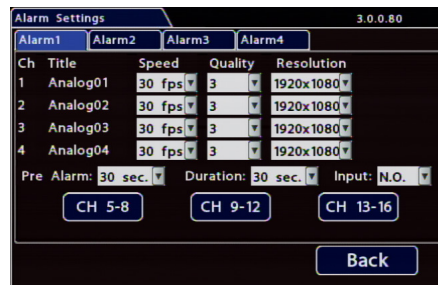 Alarm Settings 3.0.0.80
Alarm1 Alarm2 Alarm3 Alarm4
Ch Title Speed Quality Resolution
1 Analog01 30 fps 3 1920x1080
2 Analog02 30 fps 3 1920x1080
3 Analog03 30 fps 3 1920x1080
4 Analog04 30 fps 3 1920x1080
Pre Alarm: 30 sec. Duration: 30 sec. Input: N.O.
CH 5-8 CH 9-12 CH 13-16
Back